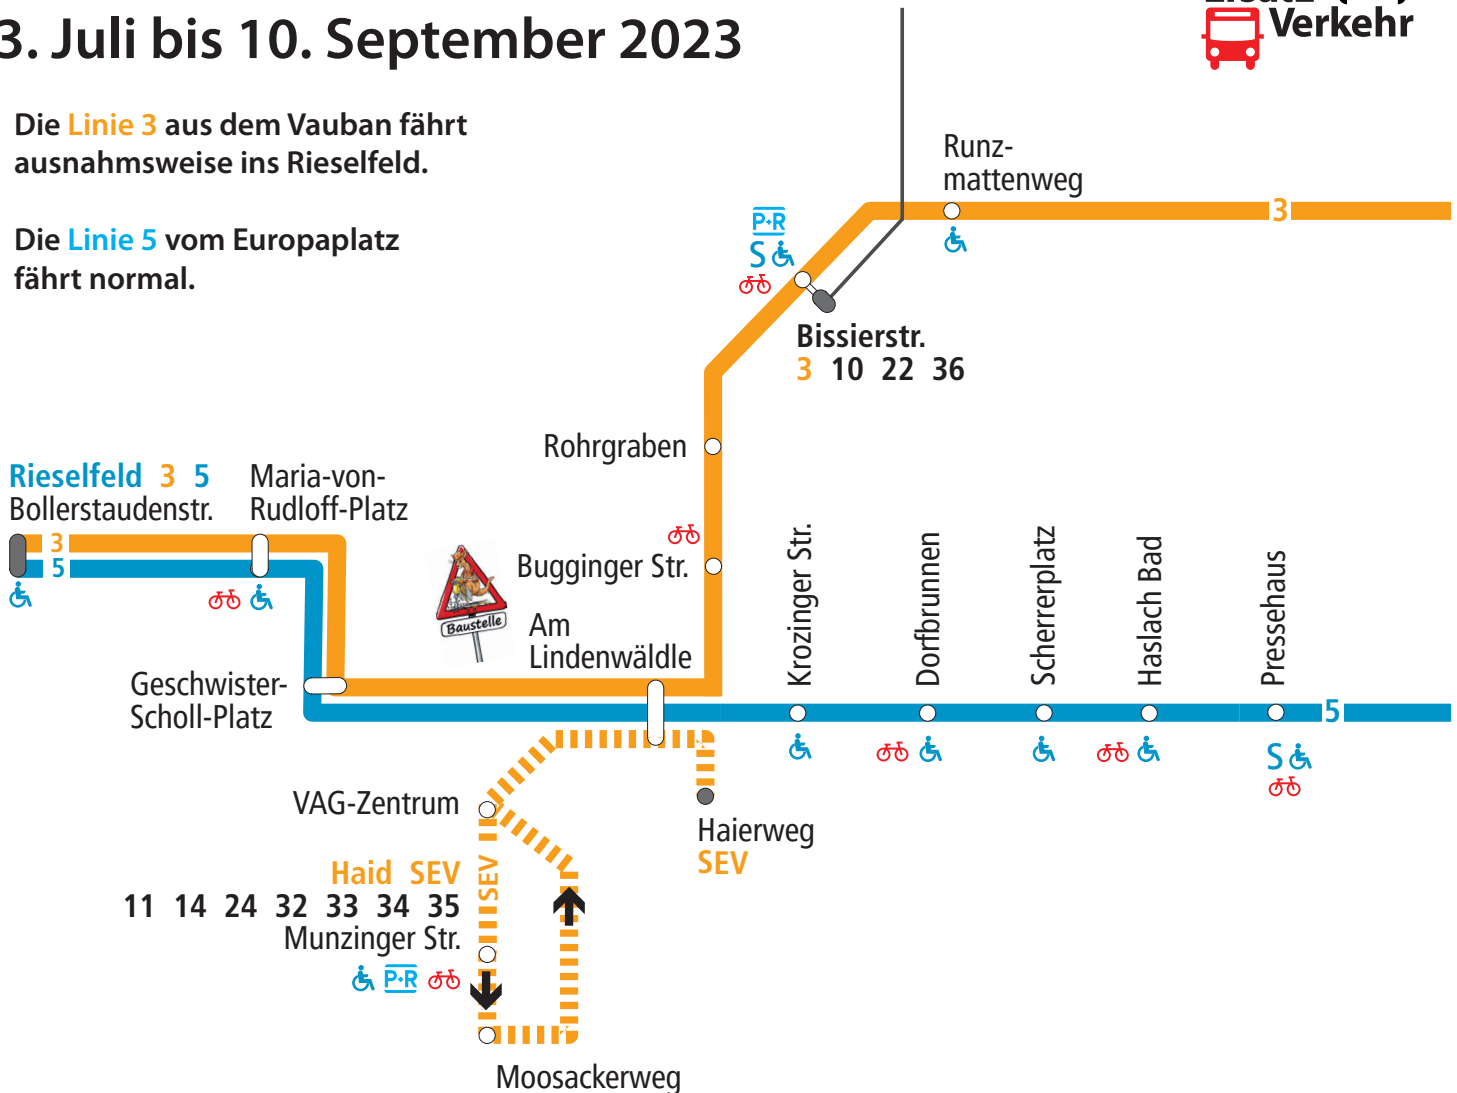 3. Juli bis 10. September 2023
Verkehr
Die Linie 3 aus dem Vauban fährt
ausnahmsweise ins Rieselfeld.
Die Linie 5 vom Europaplatz
fährt normal.
Runz-
mattenweg
3
P+R
S
Bissierstr.
3 10 22 36
Rohrgraben
Rieselfeld 3 5
Bollerstaudenstr.
Maria-von-
Rudloff-Platz
3
5
Bugginger Str.
Baustelle
Am
Lindenwäldle
Geschwister-
Scholl-Platz
Krozinger Str.
Dorfbrunnen
Scherrerplatz
Haslach Bad
Pressehaus
5
S
VAG-Zentrum
Haierweg
SEV
Haid SEV
SEV
11 14 24 32 33 34 35
Munzinger Str.
P+R
Moosackerweg